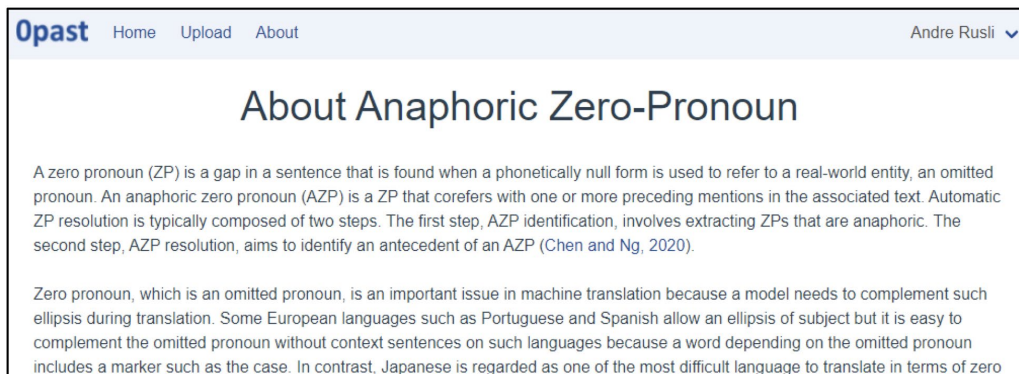 Opast Home Upload About Andre Rusli
About Anaphoric Zero-Pronoun
A zero pronoun (ZP) is a gap in a sentence that is found when a phonetically null form is used to refer to a real-world entity, an omitted
pronoun. An anaphoric zero pronoun (AZP) is a ZP that corefers with one or more preceding mentions in the associated text. Automatic
ZP resolution is typically composed of two steps. The first step, AZP identification, involves extracting ZPs that are anaphoric. The
second step, AZP resolution, aims to identify an antecedent of an AZP (Chen and Ng, 2020).
Zero pronoun, which is an omitted pronoun, is an important issue in machine translation because a model needs to complement such
ellipsis during translation. Some European languages such as Portuguese and Spanish allow an ellipsis of subject but it is easy to
complement the omitted pronoun without context sentences on such languages because a word depending on the omitted pronoun
includes a marker such as the case. In contrast, Japanese is regarded as one of the most difficult language to translate in terms of zero